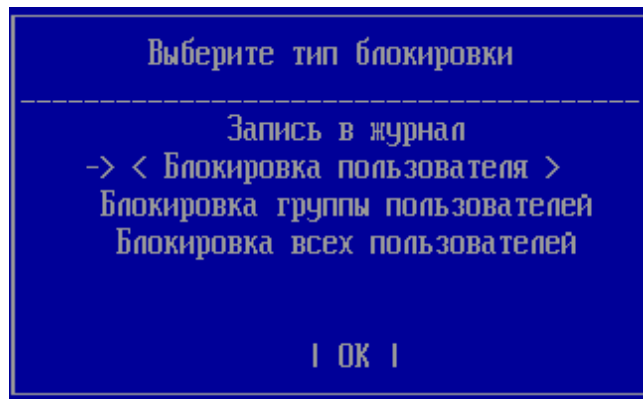 Выберите тип блокировки
Запись в журнал
-> < Блокировка пользователя >
Блокировка группы пользователей
Блокировка всех пользователей
| OK |